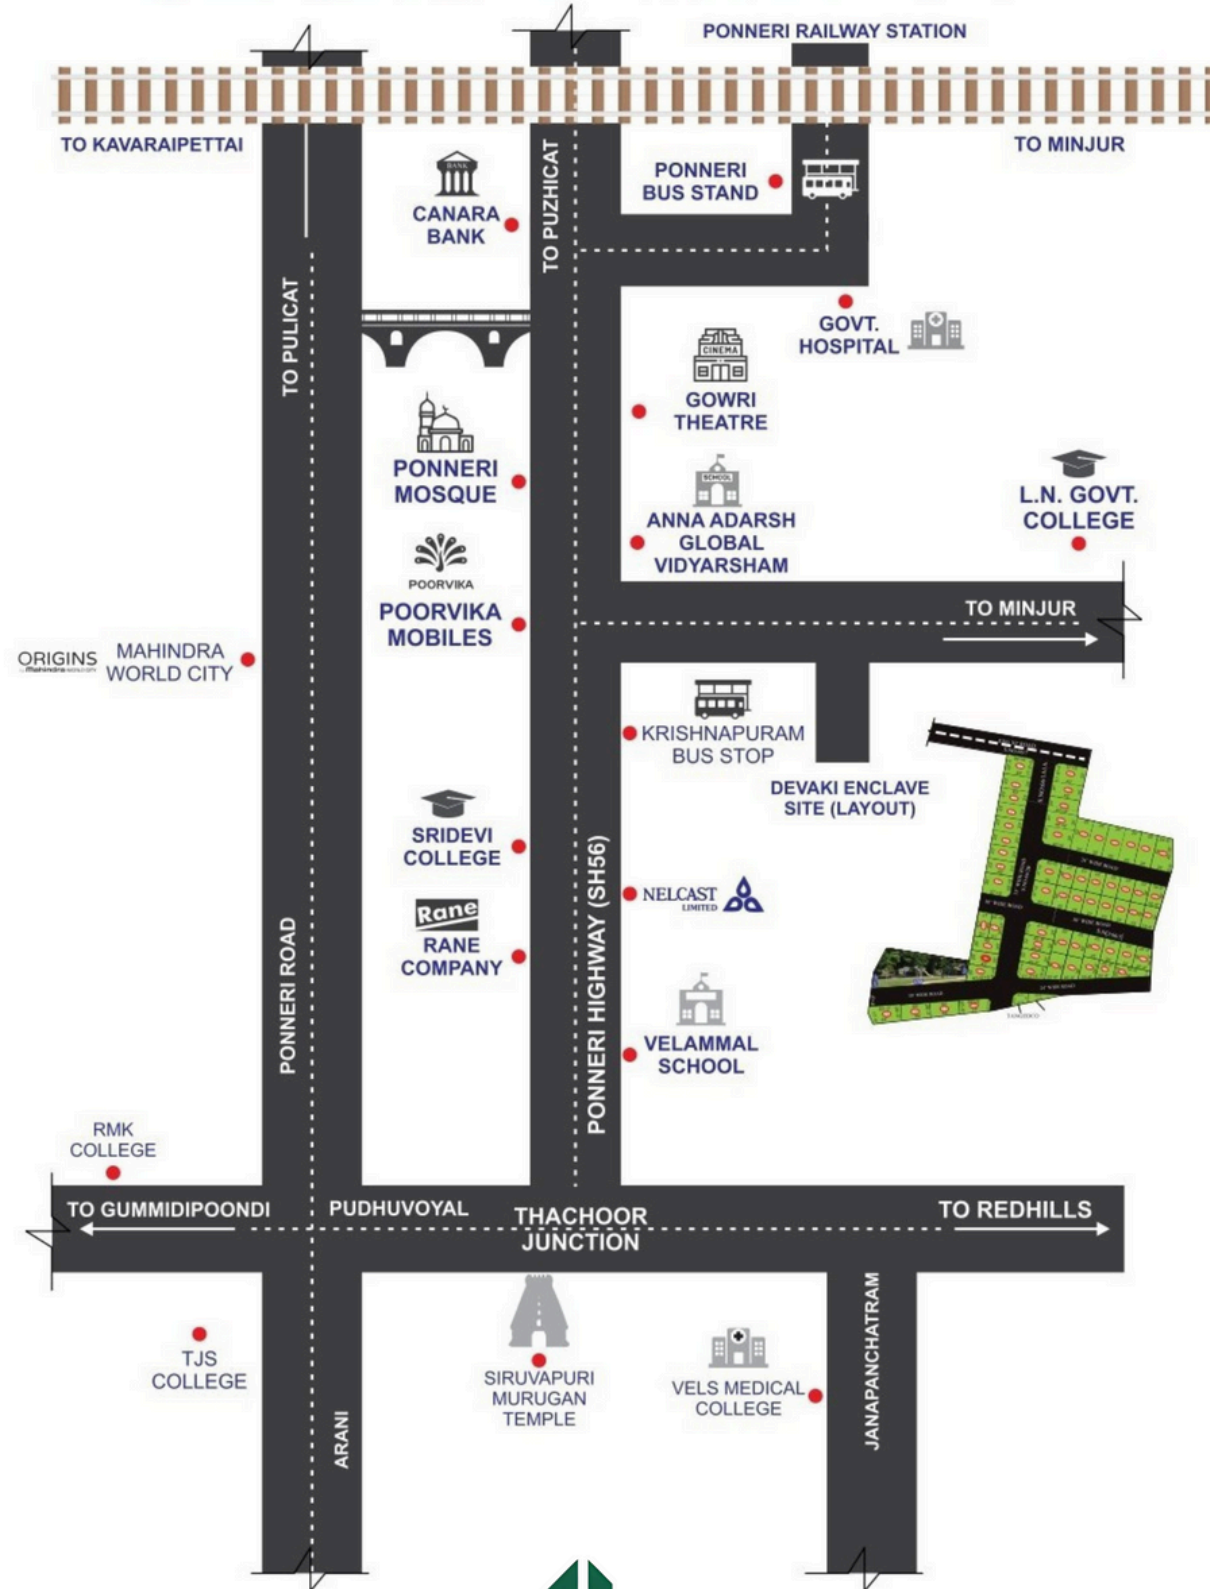 PONNERI RAILWAY STATION
TO KAVARAIPETTAI
TO MINJUR
BANK
CANARA
BANK
TO PUZHICAT
PONNERI
BUS STAND
TO PULICAT
GOVT.
HOSPITAL
CINEMA
GOWRI
THEATRE
PONNERI
MOSQUE
SCHOOL
ANNA ADARSH
GLOBAL
VIDYARSHAM
L.N. GOVT.
COLLEGE
POORVIKA
POORVIKA
MOBILES
TO MINJUR
ORIGINS
MAHINDRA
WORLD CITY
KRISHNAPURAM
BUS STOP
DEVAKI ENCLAVE
SITE (LAYOUT)
SRIDEVI
COLLEGE
PONNERI HIGHWAY (SH56)
NELCAST
LIMITED
Rane
RANE
COMPANY
PONNERI ROAD
VELAMMAL
SCHOOL
RMK
COLLEGE
TO GUMMIDIPOONDI
PUDHUVOYAL
THACHOOR
JUNCTION
TO REDHILLS
TJS
COLLEGE
ARANI
SIRUVAPURI
MURUGAN
TEMPLE
VELS MEDICAL
COLLEGE
JANAPANCHATRAM